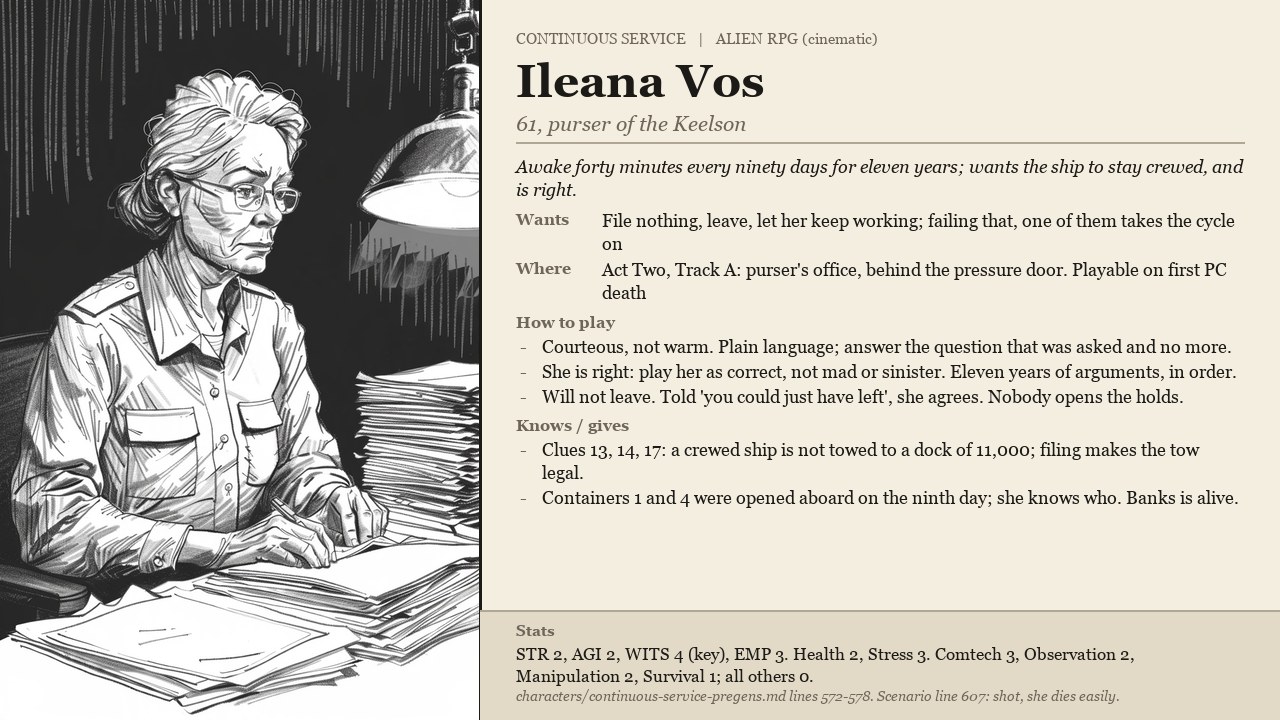 CONTINUOUS SERVICE | ALIEN RPG (cinematic)
Ileana Vos
61, purser of the Keelson
Awake forty minutes every ninety days for eleven years; wants the ship to stay crewed, and
is right.
Wants File nothing, leave, let her keep working; failing that, one of them takes the cycle
on
Where Act Two, Track A: purser's office, behind the pressure door. Playable on first PC
death
How to play
- Courteous, not warm. Plain language; answer the question that was asked and no more.
- She is right: play her as correct, not mad or sinister. Eleven years of arguments, in order.
- Will not leave. Told 'you could just have left', she agrees. Nobody opens the holds.
Knows / gives
- Clues 13, 14, 17: a crewed ship is not towed to a dock of 11,000; filing makes the tow
legal.
- Containers 1 and 4 were opened aboard on the ninth day; she knows who. Banks is alive.
Stats
STR 2, AGI 2, WITS 4 (key), EMP 3. Health 2, Stress 3. Comtech 3, Observation 2,
Manipulation 2, Survival 1; all others 0.
characters/continuous-service-pregens.md lines 572-578. Scenario line 607: shot, she dies easily.